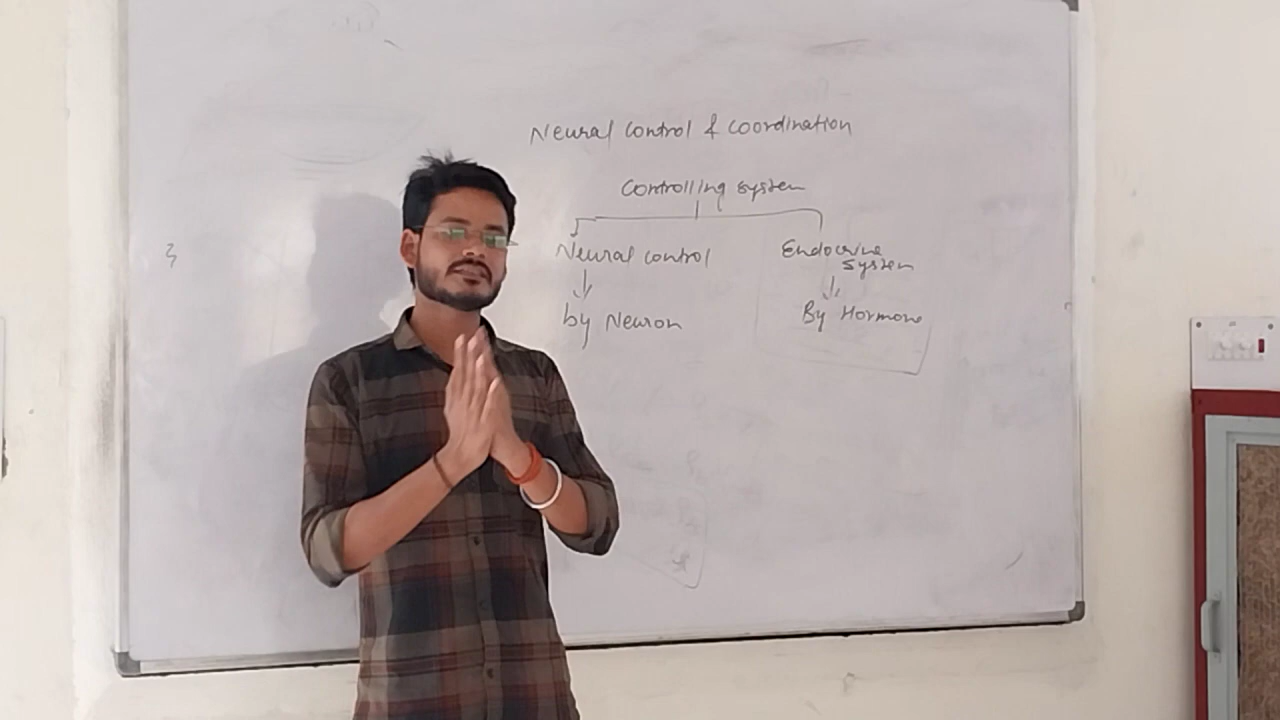 Neural control & coordination
Controlling system
Neural control
Endocrine
System
by Neuron
By Hormone